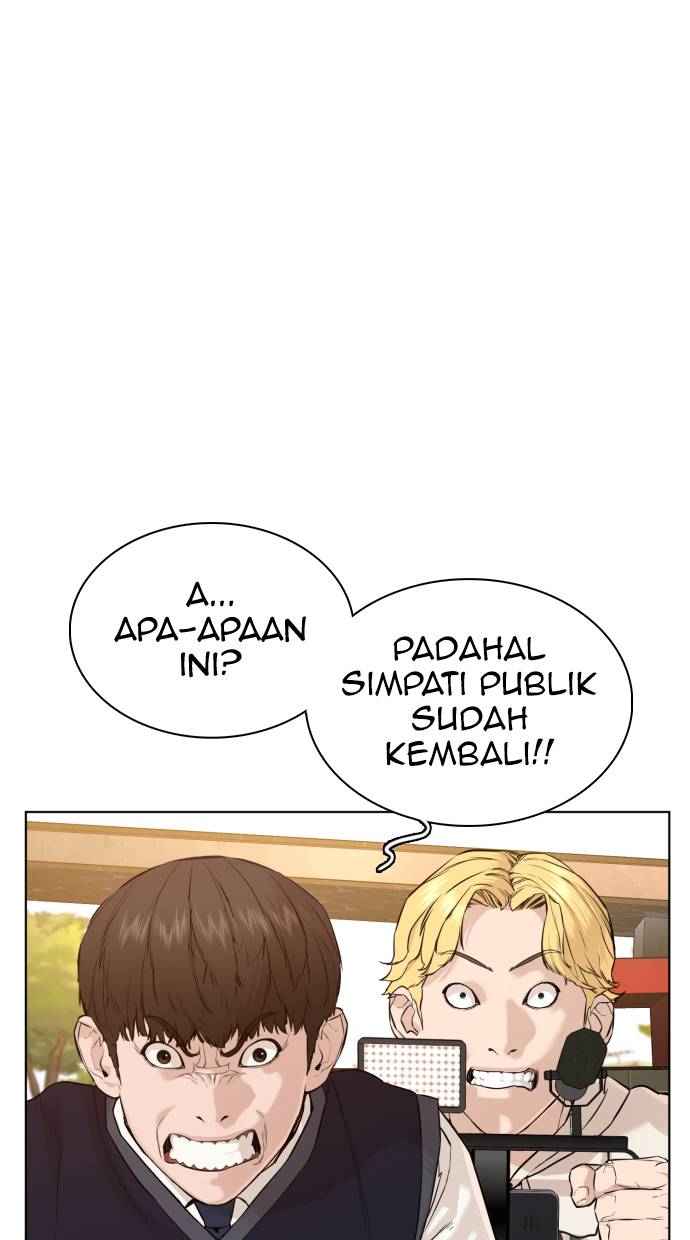 A...
APA-APAAN
INI?
PADAHAL
SIMPATI PUBLIK
SUDAH
KEMBALI!!